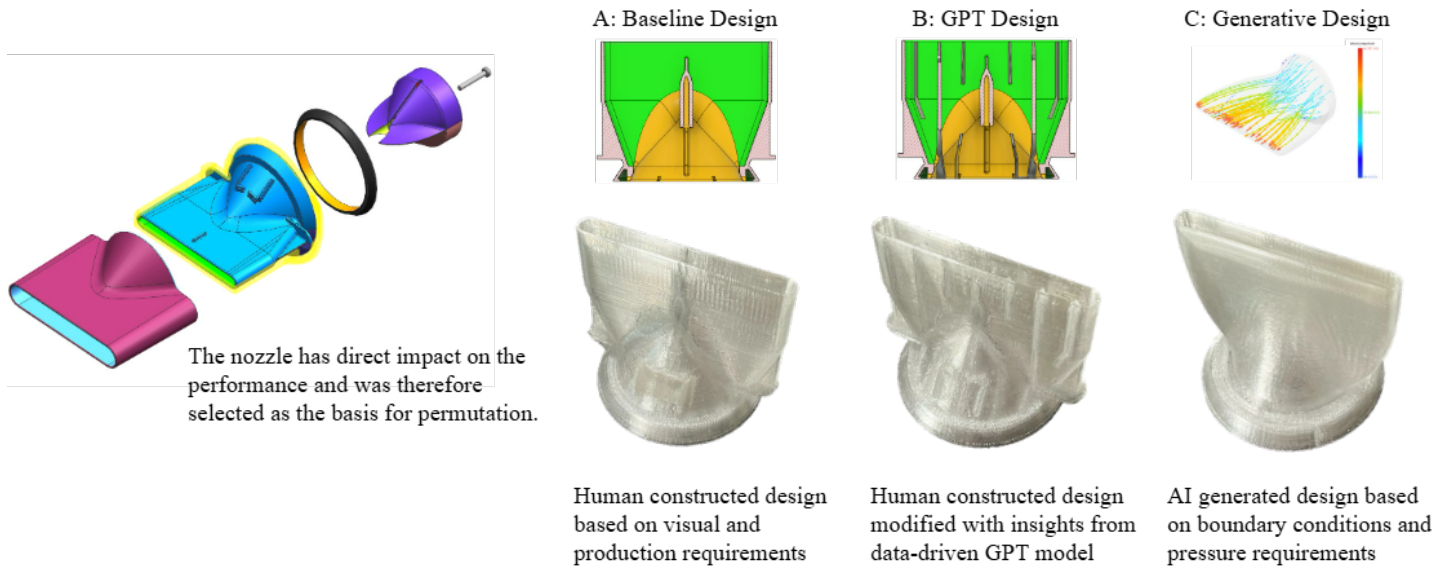 A: Baseline Design
B: GPT Design
C: Generative Design
The nozzle has direct impact on the
performance and was therefore
selected as the basis for permutation.
Human constructed design
based on visual and
production requirements
Human constructed design
modified with insights from
data-driven GPT model
AI generated design based
on boundary conditions and
pressure requirements